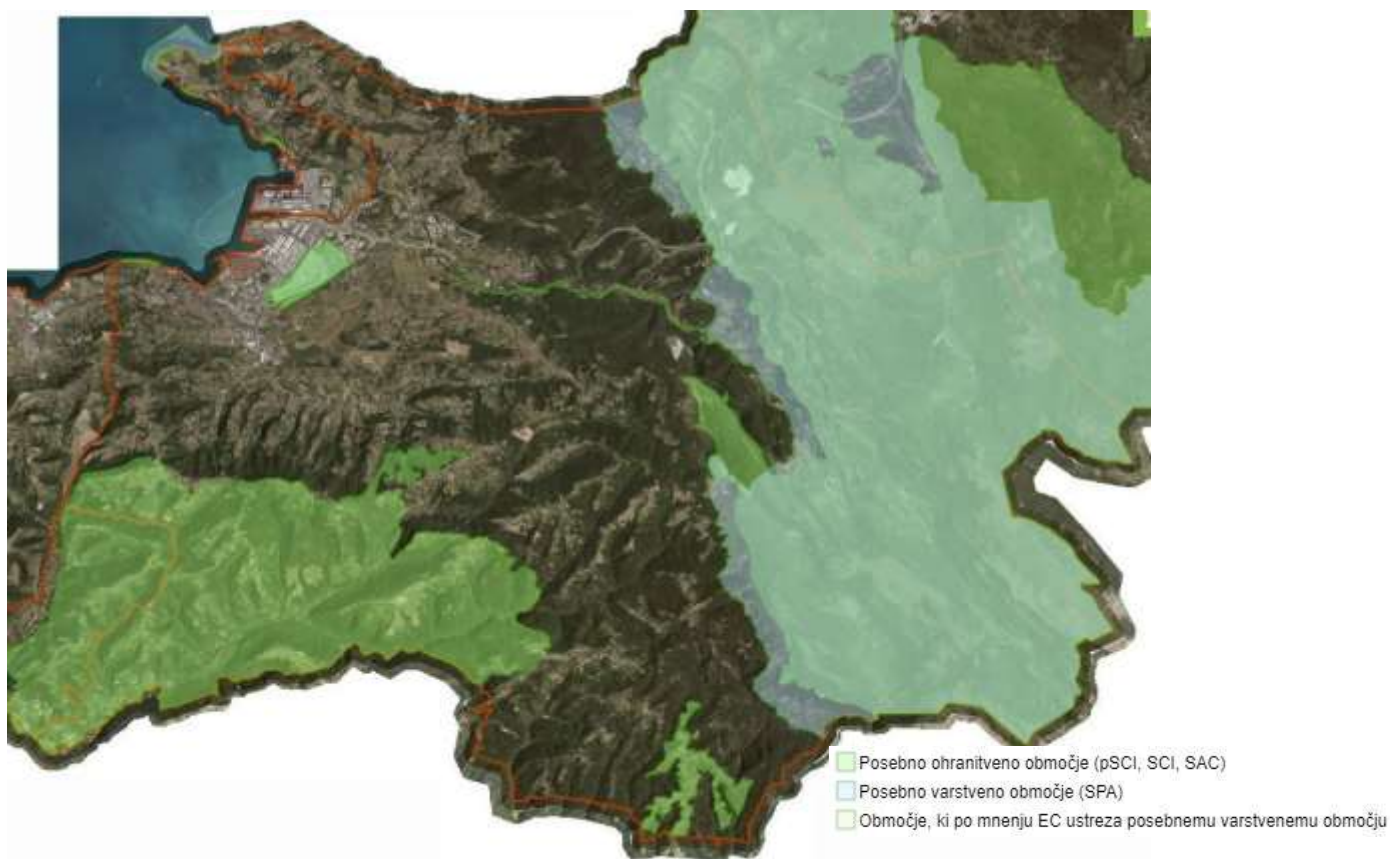 Posebno ohranitveno območje (pSCI, SCI, SAC)
Posebno varstveno območje (SPA)
Območje, ki po mnenju EC ustreza posebnemu varstvenemu območju